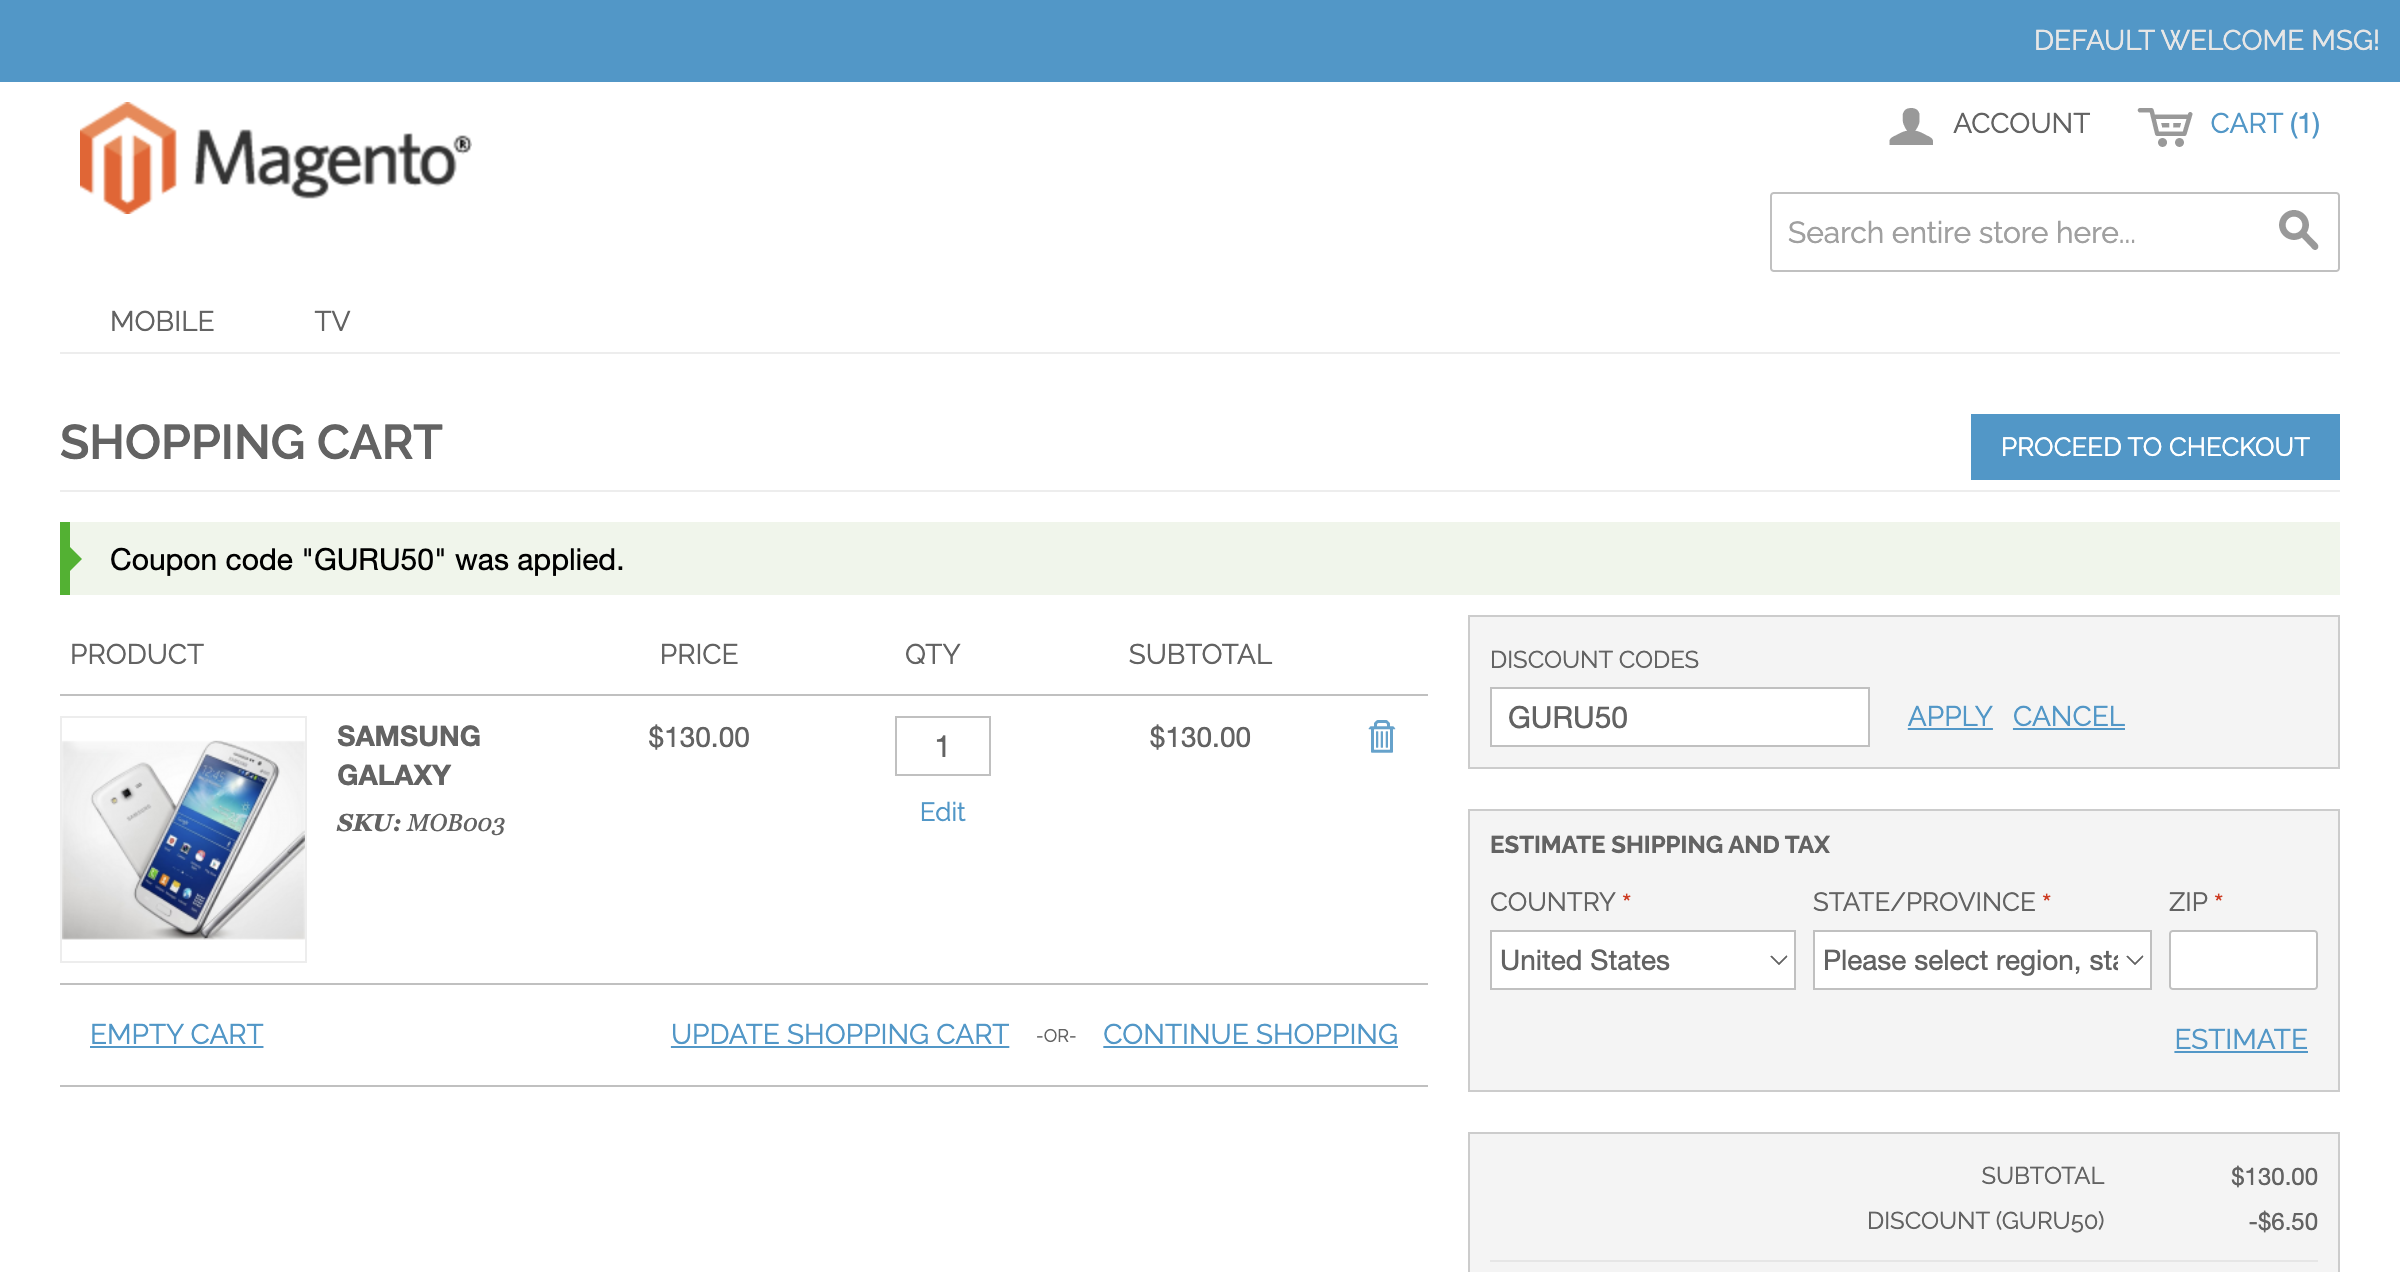 DEFAULT WELCOME MSG!
Magento®
ACCOUNT
CART (1)
Search entire store here...
MOBILE
TV
SHOPPING CART
PROCEED TO CHECKOUT
Coupon code "GURU50" was applied.
PRODUCT PRICE QTY SUBTOTAL
SAMSUNG GALAXY
SKU: MOB003
$130.00
1
Edit
$130.00
EMPTY CART
UPDATE SHOPPING CART -OR- CONTINUE SHOPPING
DISCOUNT CODES
GURU50
APPLY CANCEL
ESTIMATE SHIPPING AND TAX
COUNTRY * STATE/PROVINCE * ZIP *
United States
Please select region, sta
ESTIMATE
SUBTOTAL $130.00
DISCOUNT (GURU50) -$6.50